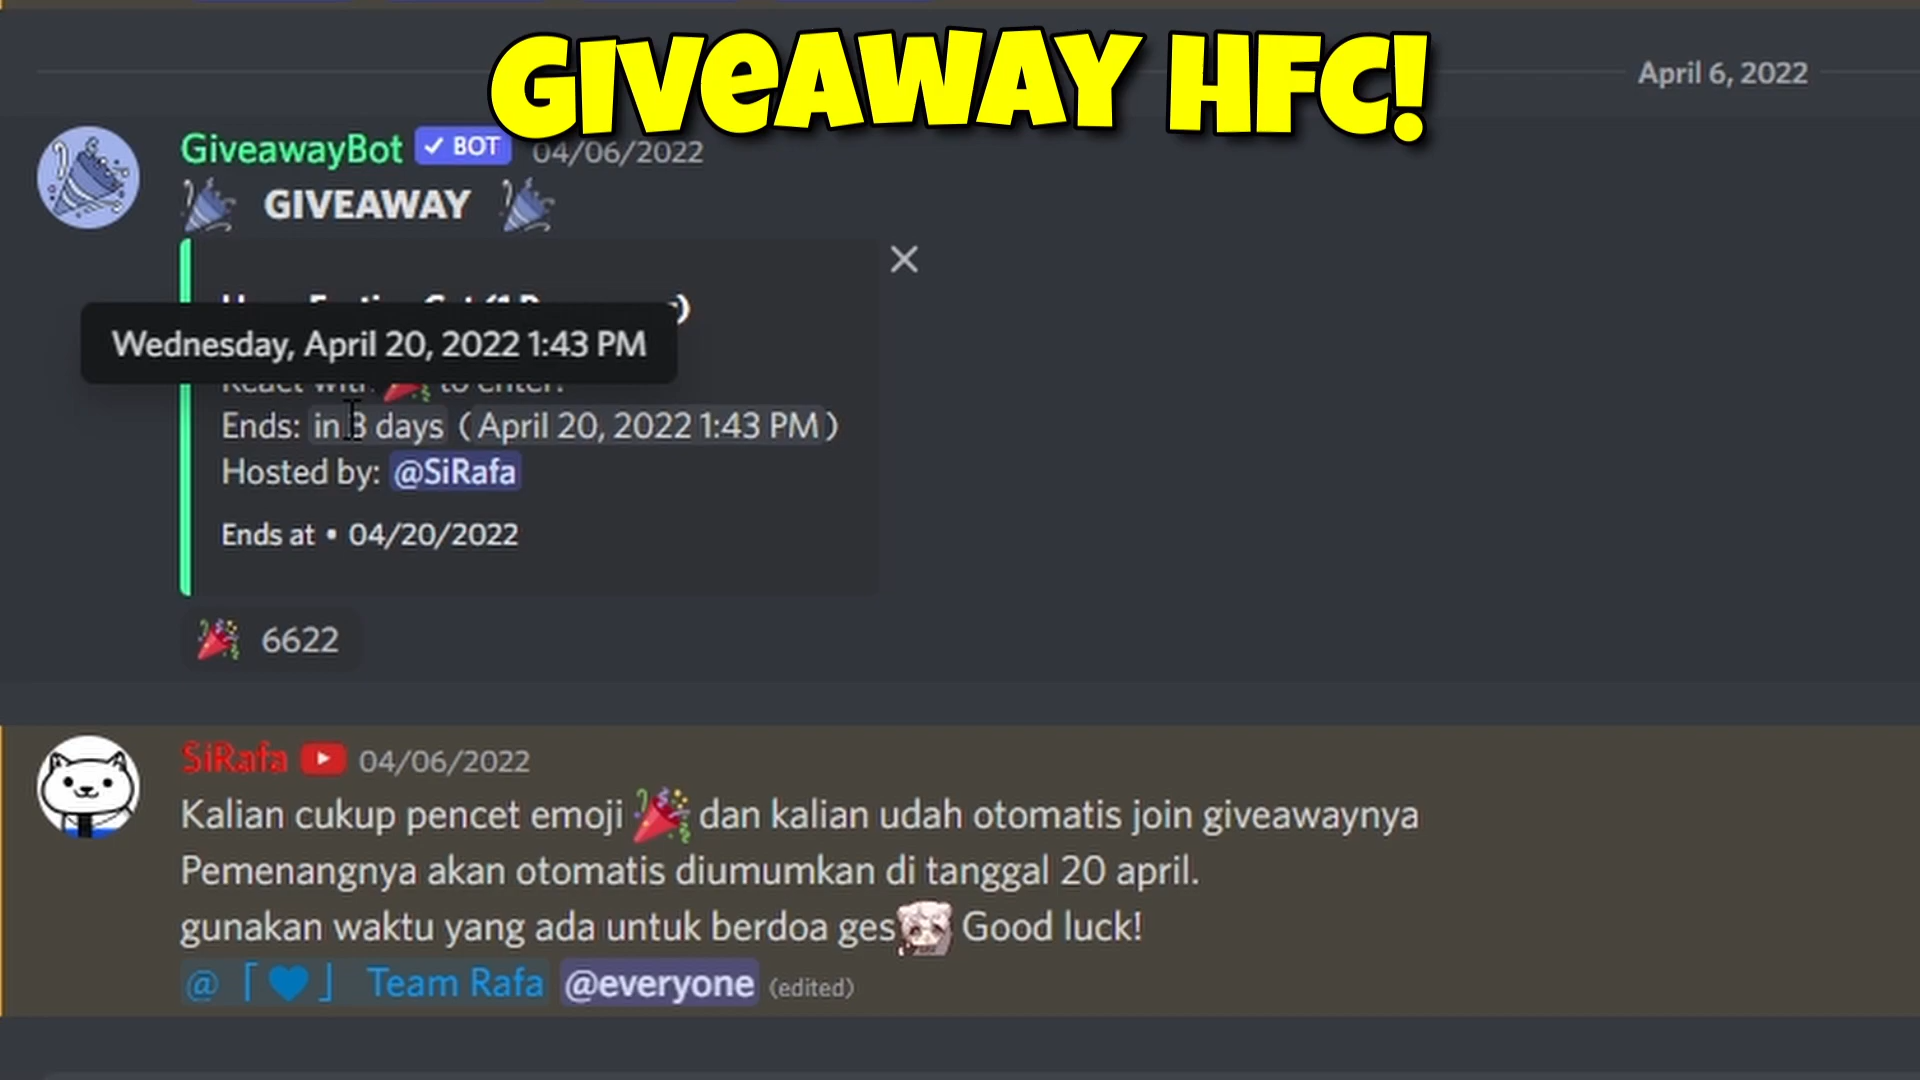 GIVEAWAY HFC!
April 6, 2022
GiveawayBot ✓ BOT 04/06/2022
🎉 GIVEAWAY 🎉
Wednesday, April 20, 2022 1:43 PM
React with 🎉 to enter!
Ends: in 3 days (April 20, 2022 1:43 PM)
Hosted by: @SiRafa
Ends at • 04/20/2022
🎉 6622
SiRafa 04/06/2022
Kalian cukup pencet emoji 🎉 dan kalian udah otomatis join giveawaynya
Pemenangnya akan otomatis diumumkan di tanggal 20 april.
gunakan waktu yang ada untuk berdoa ges Good luck!
@「💙」 Team Rafa @everyone (edited)